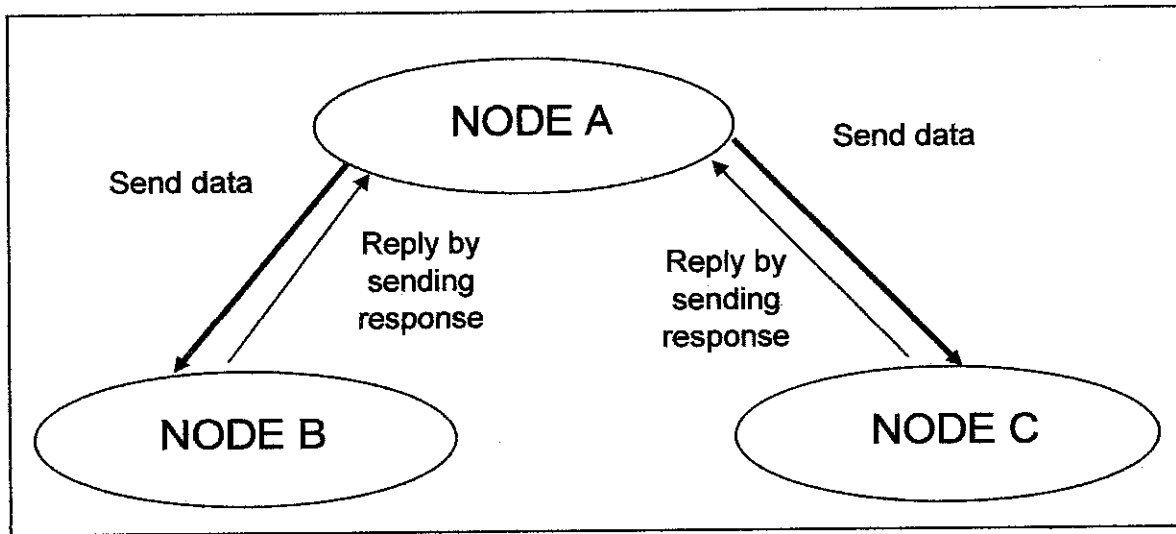 NODE A
Send data
Send data
Reply by
sending
response
Reply by
sending
response
NODE B
NODE C